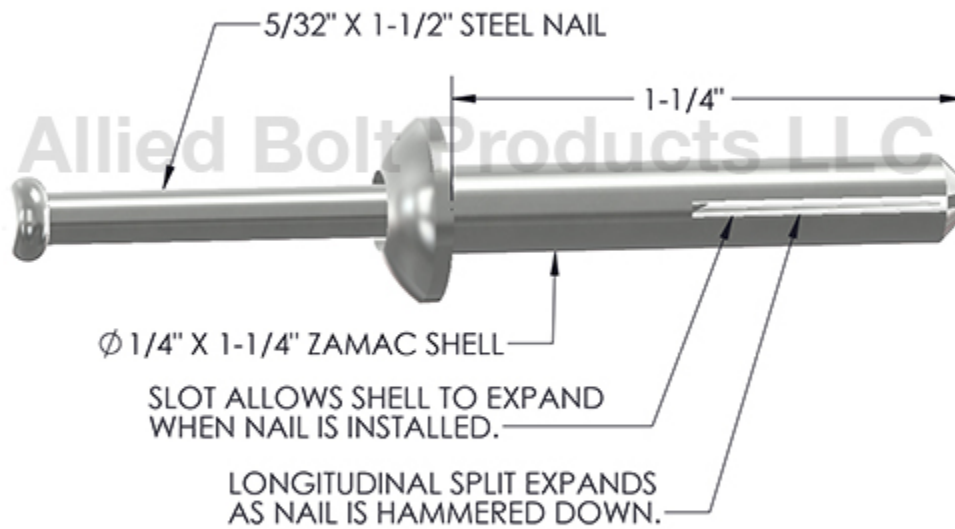 5/32" X 1-1/2" STEEL NAIL
1-1/4"
Allied Bolt Products LLC
Ø 1/4" X 1-1/4" ZAMAC SHELL
SLOT ALLOWS SHELL TO EXPAND
WHEN NAIL IS INSTALLED.
LONGITUDINAL SPLIT EXPANDS
AS NAIL IS HAMMERED DOWN.